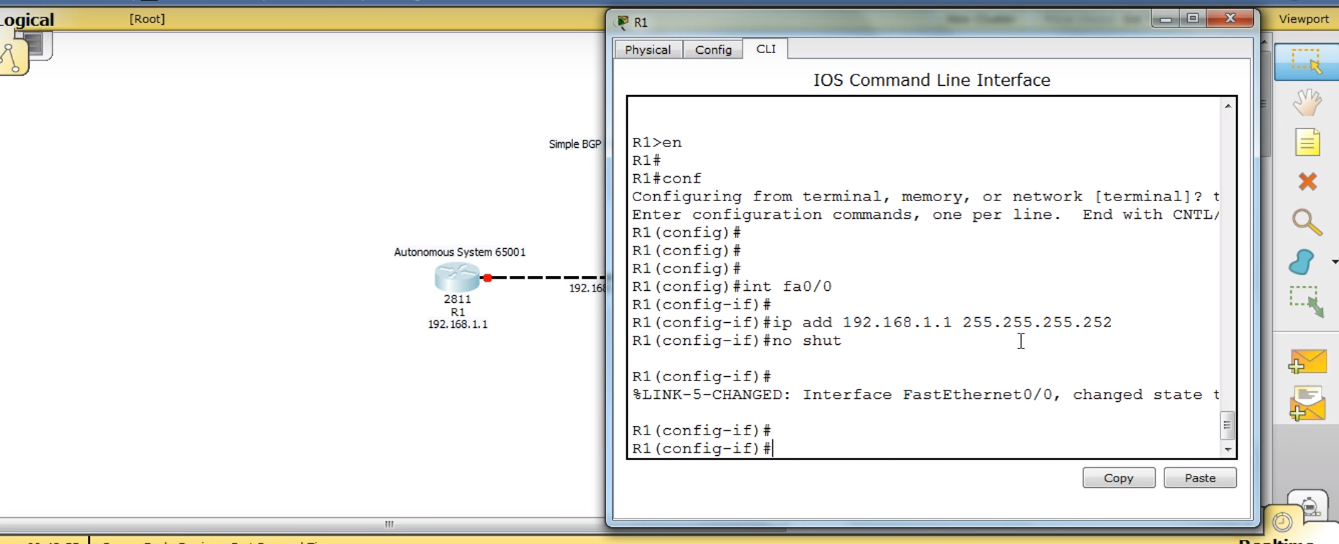 Logical
[Root]
R1
Viewport
Physical
Config
CLI
IOS Command Line Interface
R1>en
R1#
R1#conf
Configuring from terminal, memory, or network [terminal]? t
Enter configuration commands, one per line.  End with CNTL/
R1(config)#
R1(config)#
R1(config)#
R1(config)#int fa0/0
R1(config-if)#
R1(config-if)#ip add 192.168.1.1 255.255.255.252
R1(config-if)#no shut
R1(config-if)#
%LINK-5-CHANGED: Interface FastEthernet0/0, changed state t
R1(config-if)#
R1(config-if)#
Copy
Paste
Simple BGP
Autonomous System 65001
192.168
2811
R1
192.168.1.1
Realtime